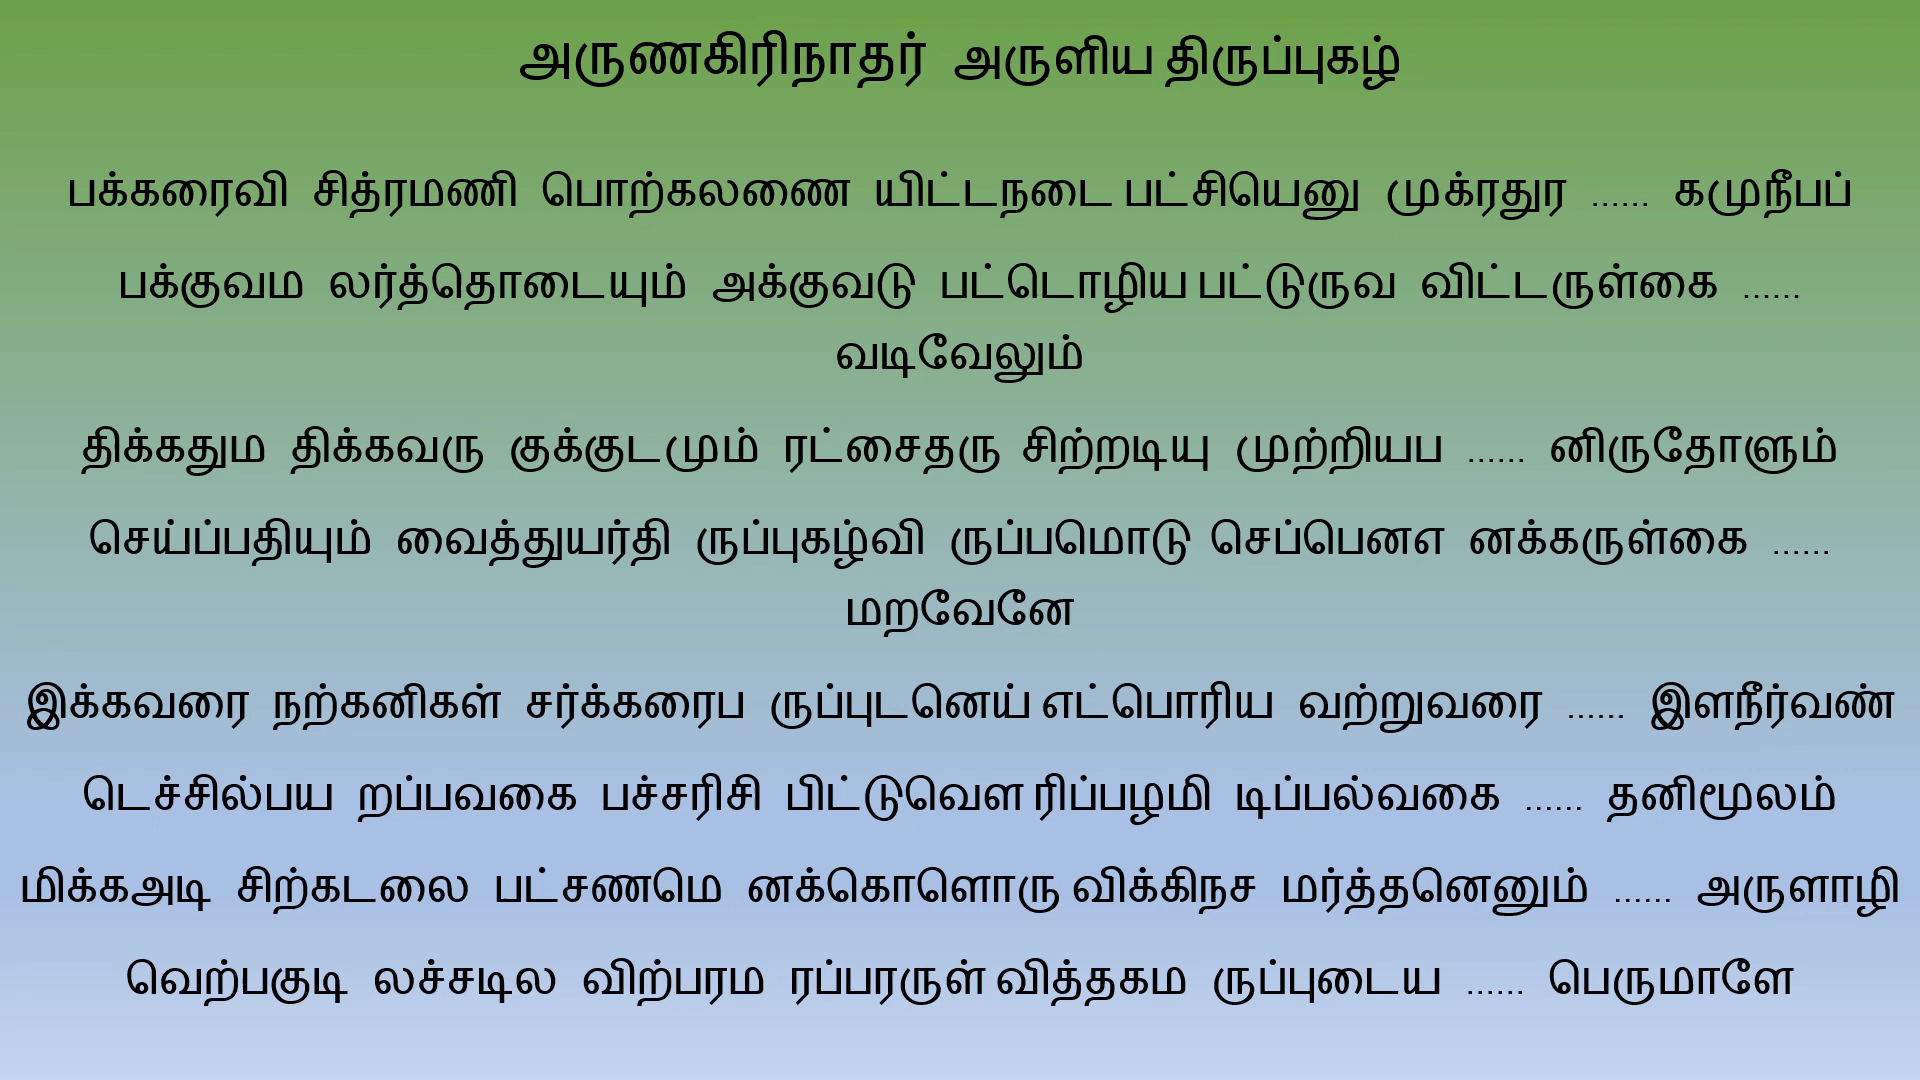 அருணகிரிநாதர் அருளிய திருப்புகழ்
பக்கரைவி சித்ரமணி பொற்கலணை யிட்டநடை பட்சியெனு முக்ரதுர ...... கமுநீபப்
பக்குவம லர்த்தொடையும் அக்குவடு பட்டொழிய பட்டுருவ விட்டருள்கை ......
வடிவேலும்
திக்கதும திக்கவரு குக்குடமும் ரட்சைதரு சிற்றடியு முற்றியப ...... னிருதோளும்
செய்ப்பதியும் வைத்துயர்தி ருப்புகழ்வி ருப்பமொடு செப்பெனஎ னக்கருள்கை ......
மறவேனே
இக்கவரை நற்கனிகள் சர்க்கரைப ருப்புடனெய் எட்பொரிய வற்றுவரை ...... இளநீர்வண்
டெச்சில்பய றப்பவகை பச்சரிசி பிட்டுவெள ரிப்பழமி டிப்பல்வகை ...... தனிமூலம்
மிக்கஅடி சிற்கடலை பட்சணமெ னக்கொளொரு விக்கிநச மர்த்தனெனும் ...... அருளாழி
வெற்பகுடி லச்சடில விற்பரம ரப்பரருள் வித்தகம ருப்புடைய ...... பெருமாளே